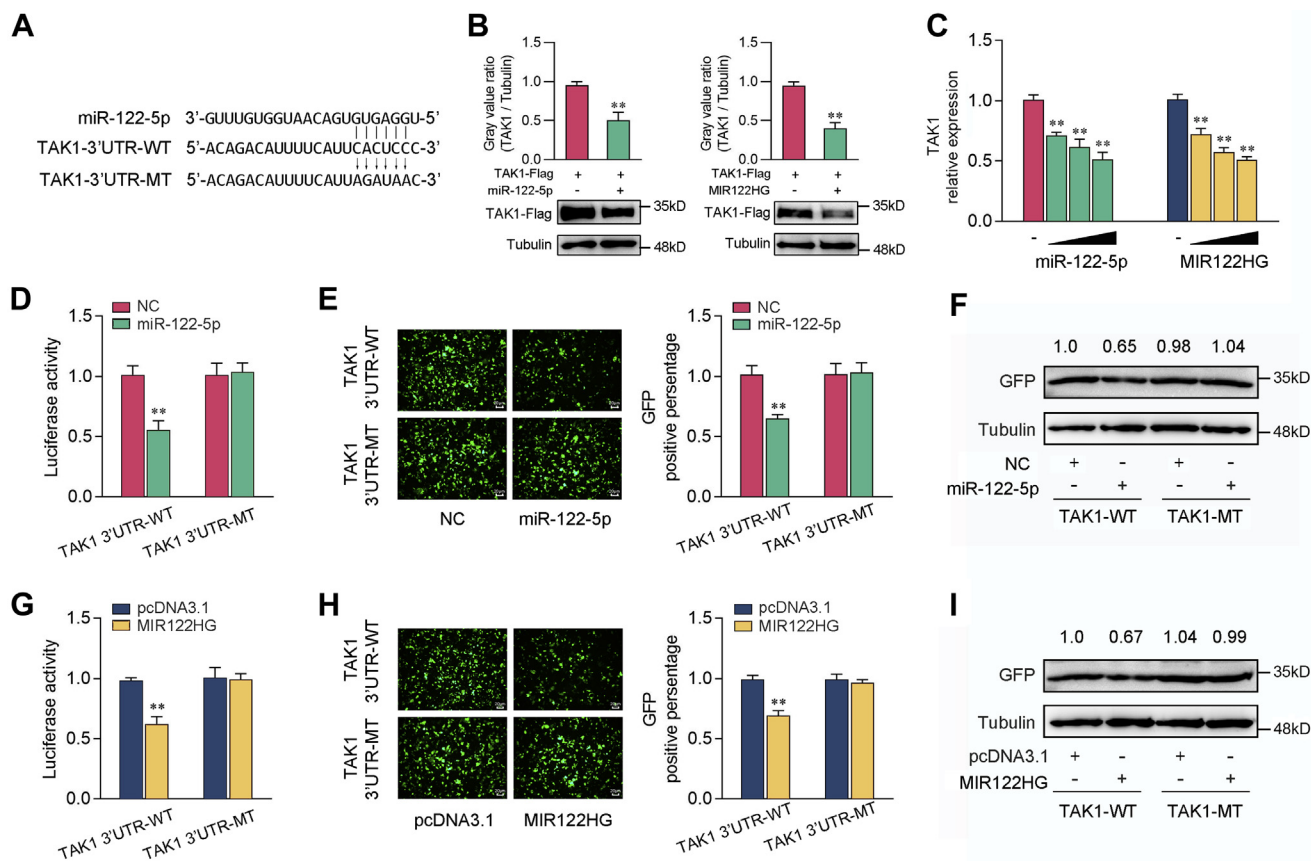 A
miR-122-5p 3'-GUUUGUGGUAACAGUGUGAGGU-5'
TAK1-3'UTR-WT 5'-ACAGACAUUUUCAUUCACUCCC-3'
TAK1-3'UTR-MT 5'-ACAGACAUUUUCAUUAGAUAAC-3'
B
Gray value ratio
(TAK1 / Tubulin)
1.5
1.0
0.5
0.0
**
TAK1-Flag + +
miR-122-5p - +
TAK1-Flag
35kD
Tubulin
48kD
Gray value ratio
(TAK1 / Tubulin)
1.5
1.0
0.5
0.0
**
TAK1-Flag + +
MIR122HG - +
TAK1-Flag
35kD
Tubulin
48kD
C
TAK1
relative expression
1.5
1.0
0.5
0.0
** ** **
** ** **
- -
miR-122-5p MIR122HG
D
NC
miR-122-5p
Luciferase activity
1.5
1.0
0.5
0.0
**
TAK1 3'UTR-WT
TAK1 3'UTR-MT
E
TAK1
3'UTR-WT
TAK1
3'UTR-MT
NC miR-122-5p
NC
miR-122-5p
GFP
positive persentage
1.5
1.0
0.5
0.0
**
TAK1 3'UTR-WT
TAK1 3'UTR-MT
F
1.0 0.65 0.98 1.04
GFP
35kD
Tubulin
48kD
NC + - + -
miR-122-5p - + - +
TAK1-WT TAK1-MT
G
pcDNA3.1
MIR122HG
Luciferase activity
1.5
1.0
0.5
0.0
**
TAK1 3'UTR-WT
TAK1 3'UTR-MT
H
TAK1
3'UTR-WT
TAK1
3'UTR-MT
pcDNA3.1 MIR122HG
pcDNA3.1
MIR122HG
GFP
positive persentage
1.5
1.0
0.5
0.0
**
TAK1 3'UTR-WT
TAK1 3'UTR-MT
I
1.0 0.67 1.04 0.99
GFP
35kD
Tubulin
48kD
pcDNA3.1 + - + -
MIR122HG - + - +
TAK1-WT TAK1-MT